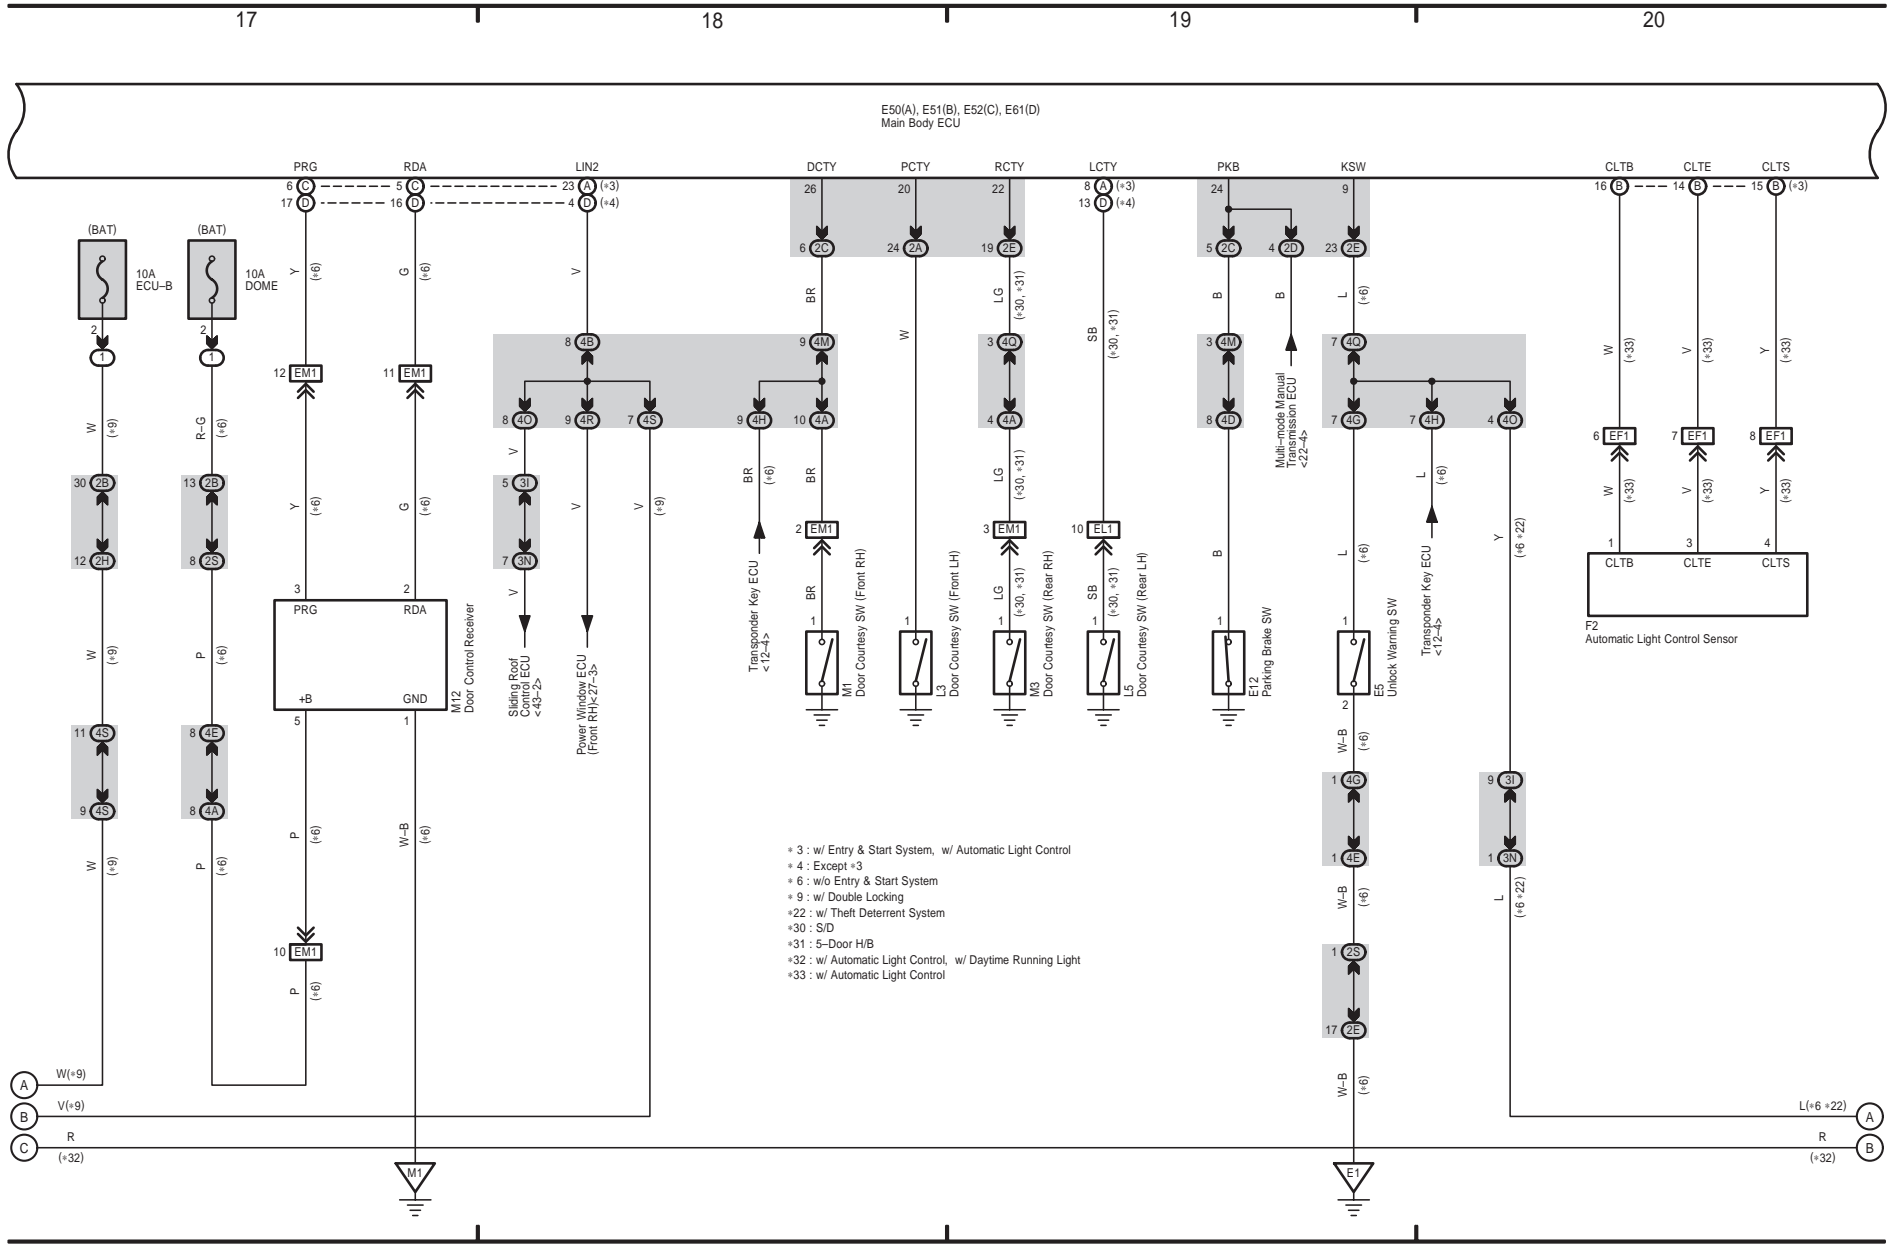 17
18
19
20
E50(A), E51(B), E52(C), E61(D)
Main Body ECU
PRG
RDA
LIN2
DCTY
PCTY
RCTY
LCTY
PKB
KSW
CLTB
CLTE
CLTS
6 C
5 C
23 A (*3)
26
20
22
8 A (*3)
24
9
16 B
14 B
15 B (*3)
17 D
16 D
4 D (*4)
13 D (*4)
(BAT)
(BAT)
10A
ECU–B
10A
DOME
6 2C
24 2A
19 2E
5 2C
4 2D
23 2E
Y
(*6)
G
(*6)
V
BR
LG
(*30, *31)
B
B
L
(*6)
2
2
1
1
12 EM1
11 EM1
8 4B
9 4M
W
3 4Q
SB
(*30, *31)
3 4M
7 4Q
W
(*33)
V
(*33)
Y
(*33)
W
(*9)
R–G
(*6)
8 4O
9 4R
7 4S
9 4H
10 4A
4 4A
8 4D
Multi–mode Manual
Transmission ECU
<22–4>
7 4G
7 4H
4 4O
6 EF1
7 EF1
8 EF1
30 2B
13 2B
Y
(*6)
G
(*6)
V
5 3I
V
V
(*9)
BR
(*6)
BR
LG
(*30, *31)
L
(*6)
W
(*33)
V
(*33)
Y
(*33)
12 2H
8 2S
7 3N
2 EM1
3 EM1
10 EL1
B
L
(*6)
Y
(*6 *22)
1
3
4
CLTB
CLTE
CLTS
F2
Automatic Light Control Sensor
3
2
PRG
RDA
+B
GND
5
1
M12
Door Control Receiver
V
Sliding Roof
Control ECU
<43–2>
Power Window ECU
(Front RH)<27–3>
Transponder Key ECU
<12–4>
BR
1
M1
Door Courtesy SW (Front RH)
1
L3
Door Courtesy SW (Front LH)
LG
(*30, *31)
1
M3
Door Courtesy SW (Rear RH)
SB
(*30, *31)
1
L5
Door Courtesy SW (Rear LH)
1
E12
Parking Brake SW
1
E5
Unlock Warning SW
2
Transponder Key ECU
<12–4>
W
(*9)
P
(*6)
11 4S
8 4E
W–B
(*6)
9 4S
8 4A
1 4G
9 3I
W
(*9)
P
(*6)
P
(*6)
W–B
(*6)
1 4E
1 3N
* 3 : w/ Entry & Start System, w/ Automatic Light Control
* 4 : Except *3
* 6 : w/o Entry & Start System
* 9 : w/ Double Locking
*22 : w/ Theft Deterrent System
*30 : S/D
*31 : 5–Door H/B
*32 : w/ Automatic Light Control, w/ Daytime Running Light
*33 : w/ Automatic Light Control
W–B
(*6)
L
(*6 *22)
10 EM1
1 2S
P
(*6)
17 2E
W–B
(*6)
A
W(*9)
B
V(*9)
C
R
(*32)
L(*6 *22)
A
R
(*32)
B
M1
E1